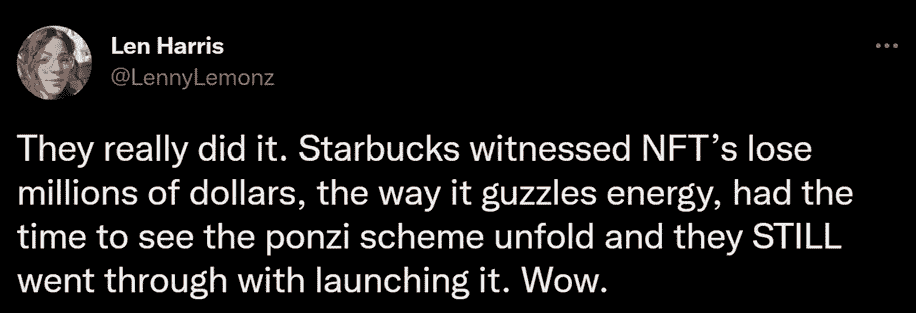 Len Harris
@LennyLemonz
They really did it. Starbucks witnessed NFT's lose
millions of dollars, the way it guzzles energy, had the
time to see the ponzi scheme unfold and they STILL
went through with launching it. Wow.